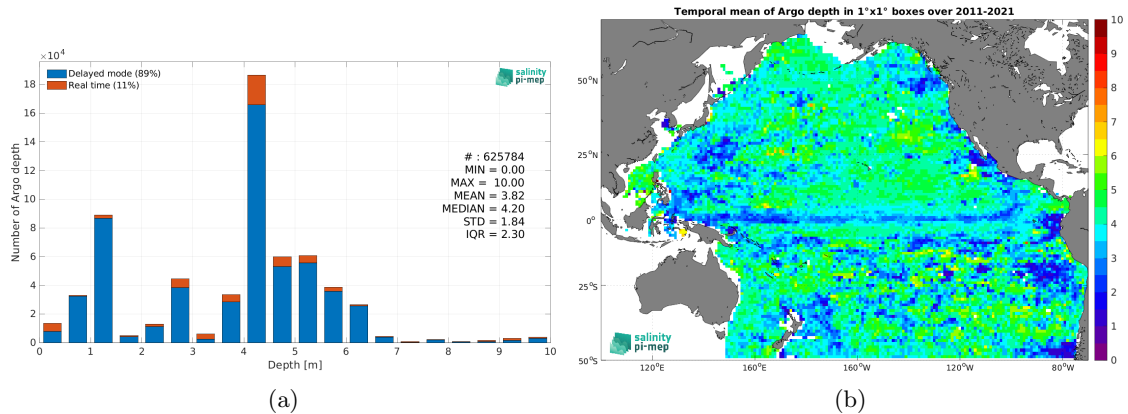 ×10⁴
Delayed mode (89%)
Real time (11%)
salinity
pi-mep
18
16
14
12
10
8
6
4
2
0
Number of Argo depth
# : 625784
MIN = 0.00
MAX = 10.00
MEAN = 3.82
MEDIAN = 4.20
STD = 1.84
IQR = 2.30
0 1 2 3 4 5 6 7 8 9 10
Depth [m]
(a)
Temporal mean of Argo depth in 1°x1° boxes over 2011-2021
50°N
25°N
0°
25°S
50°S
120°E 160°E 160°W 120°W 80°W
salinity
pi-mep
10
9
8
7
6
5
4
3
2
1
0
(b)